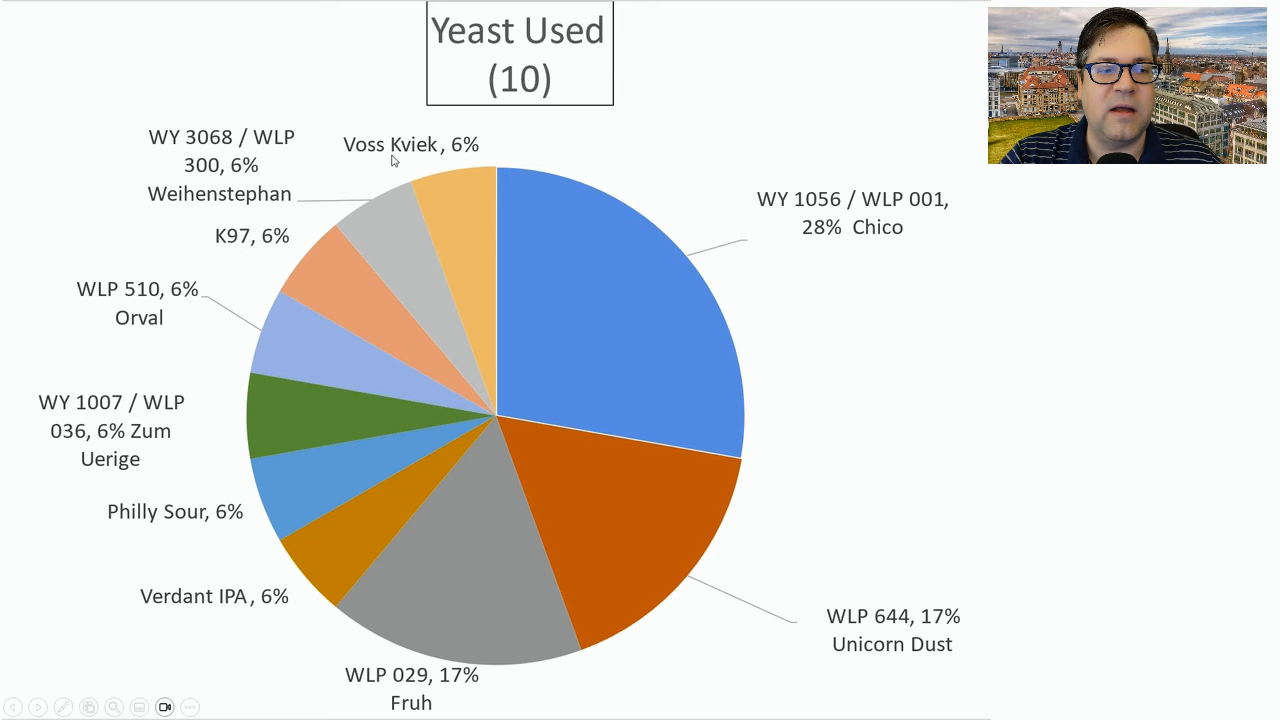 Yeast Used
(10)
WY 3068 / WLP
300, 6%
Weihenstephan
Voss Kviek, 6%
WY 1056 / WLP 001,
28% Chico
K97, 6%
WLP 510, 6%
Orval
WY 1007 / WLP
036, 6% Zum
Uerige
Philly Sour, 6%
Verdant IPA, 6%
WLP 644, 17%
Unicorn Dust
WLP 029, 17%
Fruh